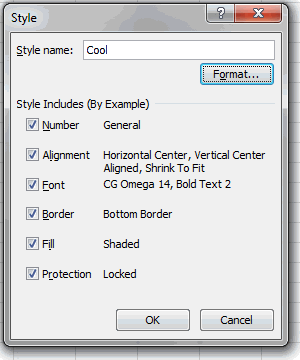 Style
Style name: Cool
Format...
Style Includes (By Example)
Number General
Alignment Horizontal Center, Vertical Center
Aligned, Shrink To Fit
Font CG Omega 14, Bold Text 2
Border Bottom Border
Fill Shaded
Protection Locked
OK Cancel